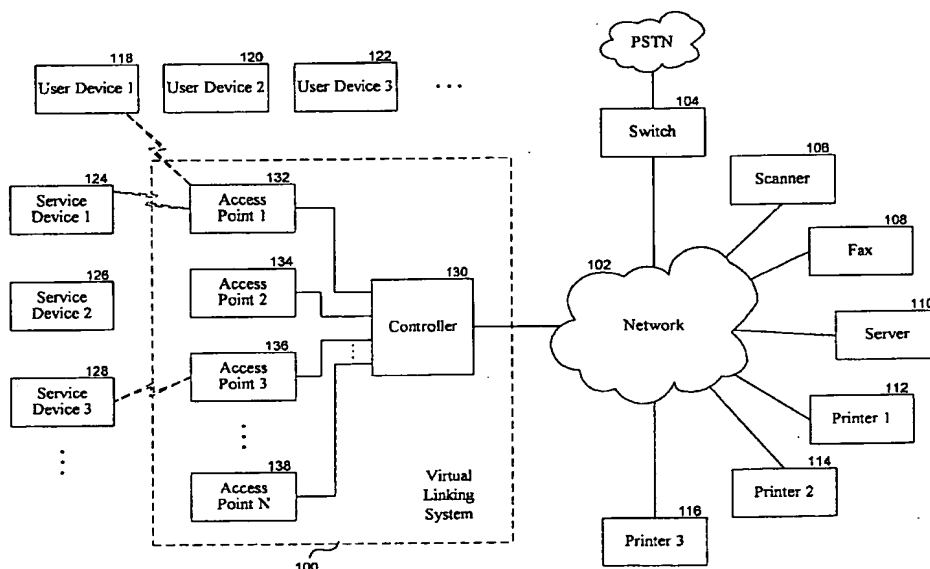 PSTN
118
User Device 1
120
User Device 2
122
User Device 3
...
104
Switch
124
Service
Device 1
132
Access
Point 1
108
Scanner
126
Service
Device 2
134
Access
Point 2
130
Controller
102
Network
108
Fax
110
Server
128
Service
Device 3
136
Access
Point 3
112
Printer 1
138
Access
Point N
Virtual
Linking
System
114
Printer 2
116
Printer 3
100